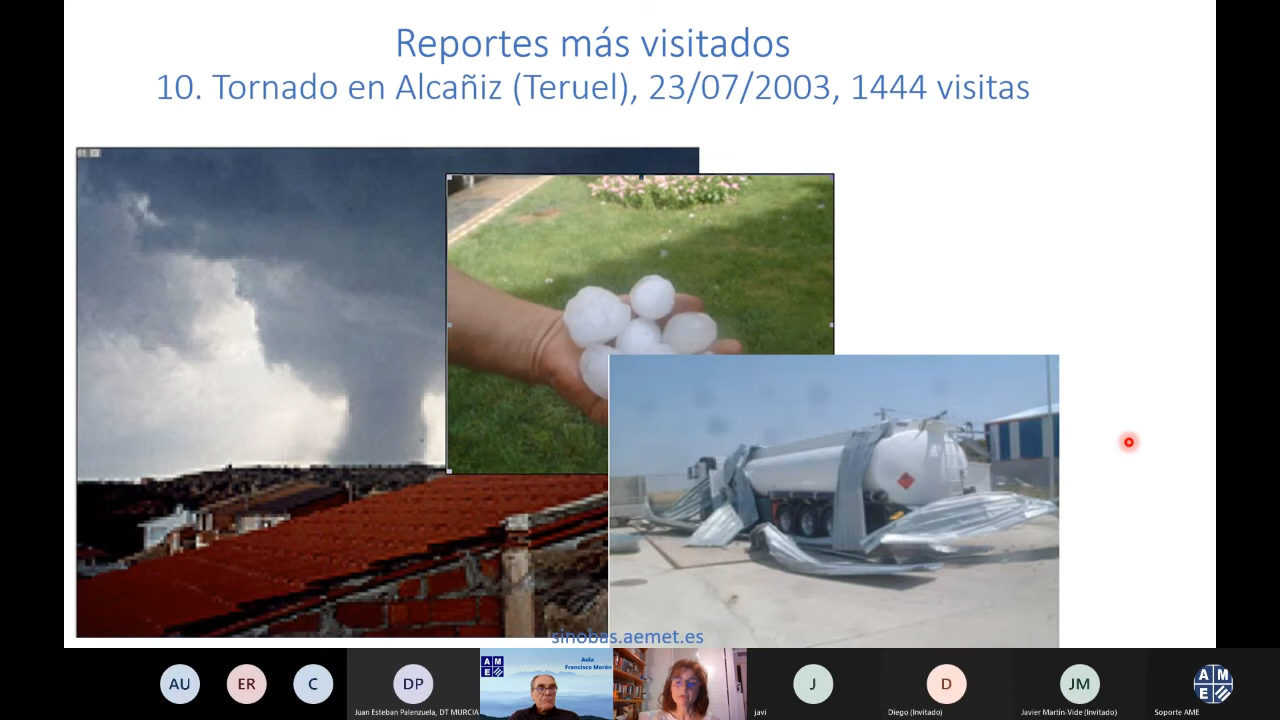 Reportes más visitados
10. Tornado en Alcañiz (Teruel), 23/07/2003, 1444 visitas
sinobas.aemet.es
AU
ER
C
DP
Juan Esteban Palenzuela, DT MURCIA
A M
E
Aula
Francisco Morán
J
javi
D
Diego (Invitado)
JM
Javier Martín-Vide (Invitado)
A M
E
Soporte AME